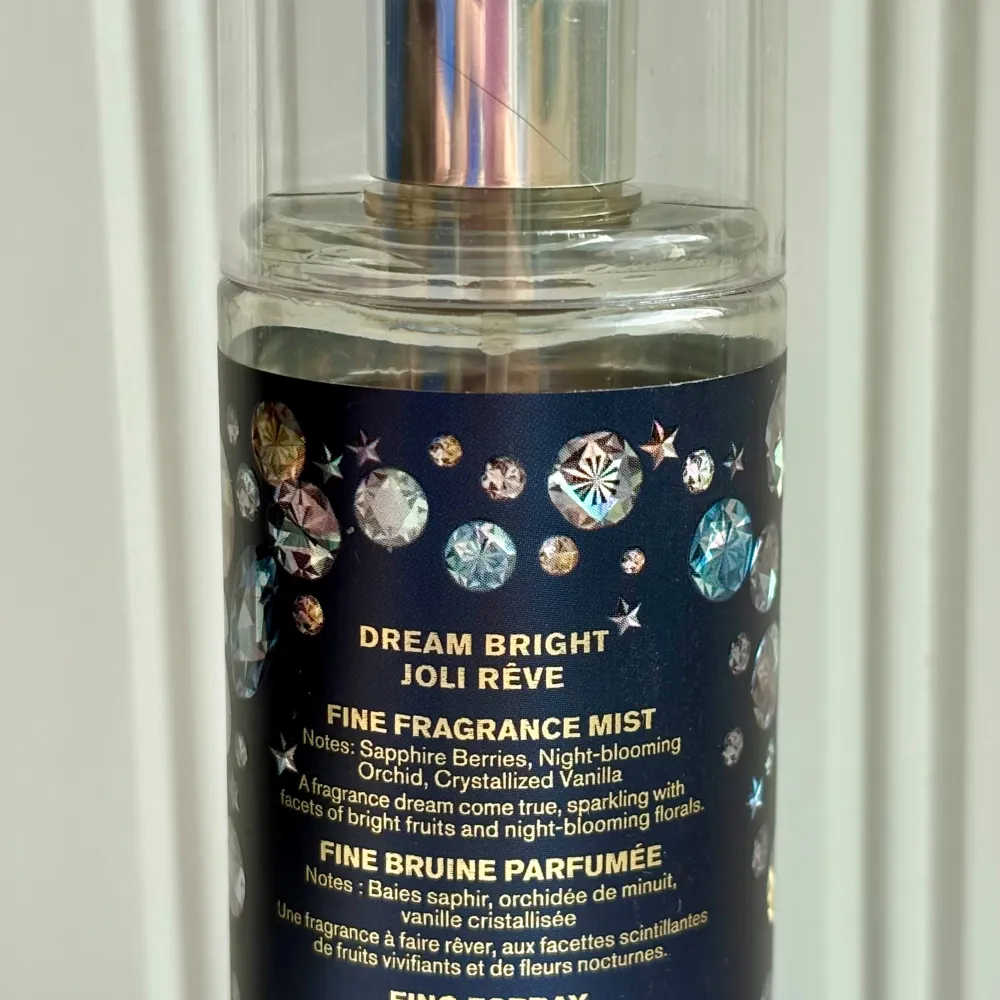 DREAM BRIGHT
JOLI RÊVE
FINE FRAGRANCE MIST
Notes: Sapphire Berries, Night-blooming
Orchid, Crystallized Vanilla
A fragrance dream come true, sparkling with
facets of bright fruits and night-blooming florals.
FINE BRUINE PARFUMÉE
Notes : Baies saphir, orchidée de minuit,
vanille cristallisée
Une fragrance à faire rêver, aux facettes scintillantes
de fruits vivifiants et de fleurs nocturnes.